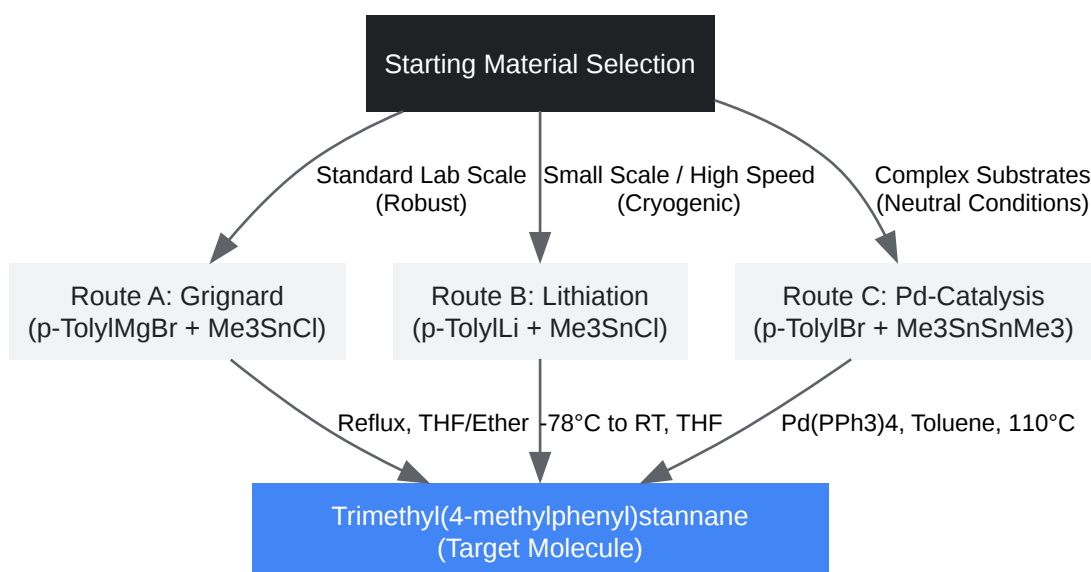 Starting Material Selection
Standard Lab Scale
(Robust)
Small Scale / High Speed
(Cryogenic)
Complex Substrates
(Neutral Conditions)
Route A: Grignard
(p-TolylMgBr + Me3SnCl)
Route B: Lithiation
(p-TolylLi + Me3SnCl)
Route C: Pd-Catalysis
(p-TolylBr + Me3SnSnMe3)
Reflux, THF/Ether
-78°C to RT, THF
Pd(PPh3)4, Toluene, 110°C
Trimethyl(4-methylphenyl)stannane
(Target Molecule)